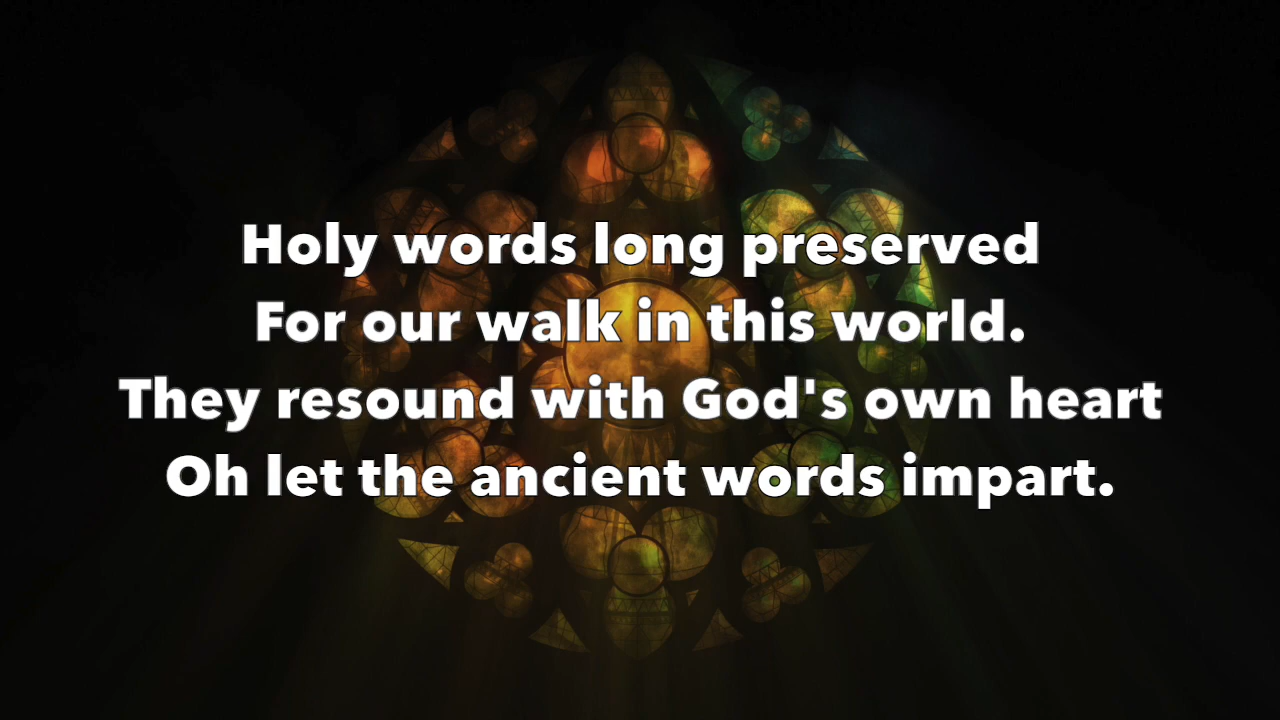 Holy words long preserved
For our walk in this world.
They resound with God's own heart
Oh let the ancient words impart.